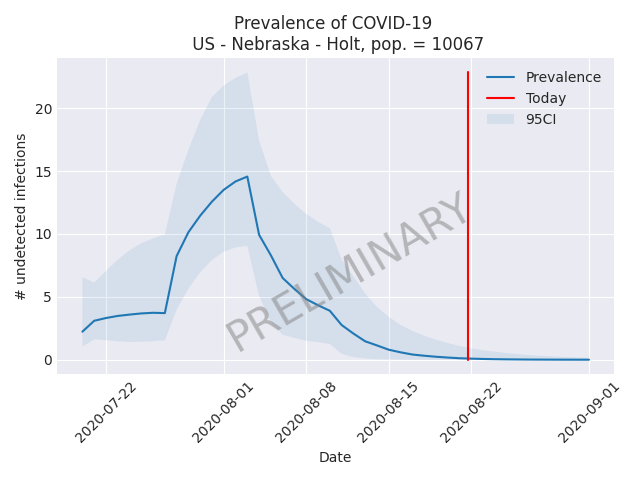 Prevalence of COVID-19
US - Nebraska - Holt, pop. = 10067
Prevalence
Today
95CI
# undetected infections
20
15
10
5
0
PRELIMINARY
2020-07-22
2020-08-01
2020-08-08
2020-08-15
2020-08-22
2020-09-01
Date